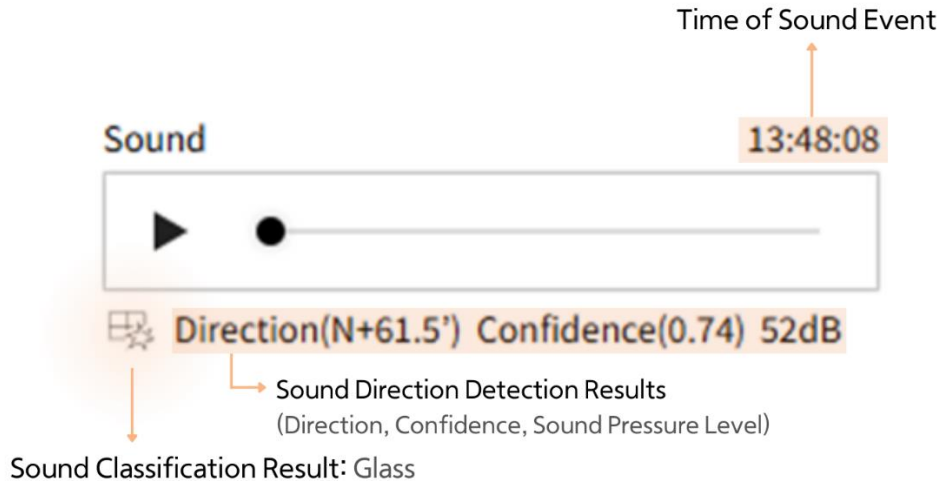 Time of Sound Event
Sound 13:48:08
Direction(N+61.5’) Confidence(0.74) 52dB
Sound Direction Detection Results
(Direction, Confidence, Sound Pressure Level)
Sound Classification Result: Glass